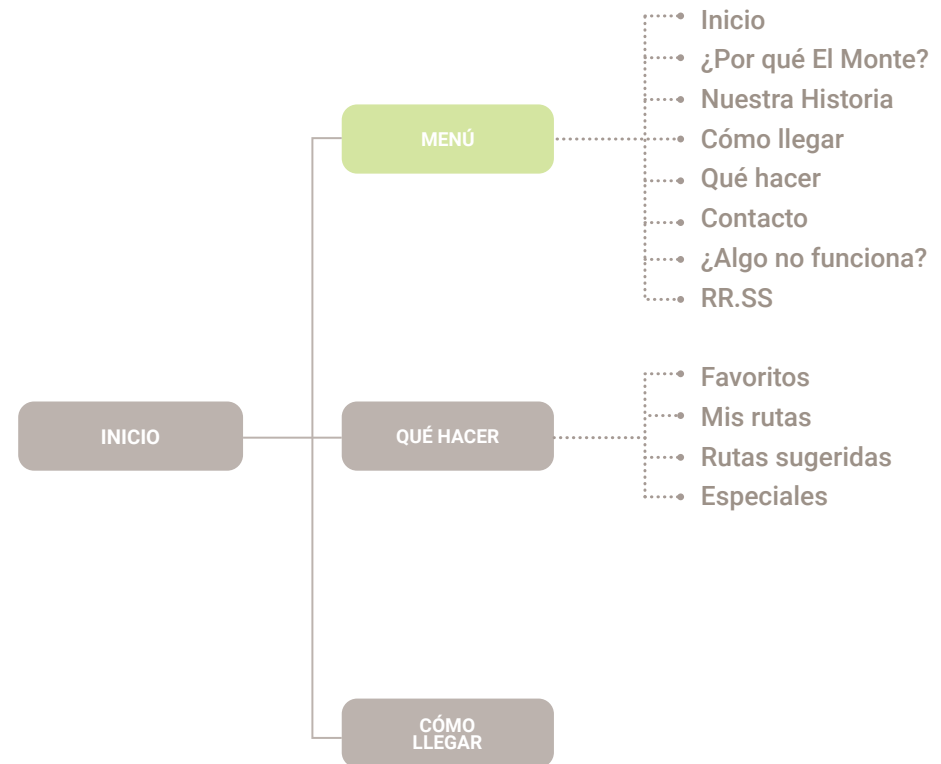 INICIO
MENÚ
Inicio
¿Por qué El Monte?
Nuestra Historia
Cómo llegar
Qué hacer
Contacto
¿Algo no funciona?
RR.SS
QUÉ HACER
Favoritos
Mis rutas
Rutas sugeridas
Especiales
CÓMO
LLEGAR